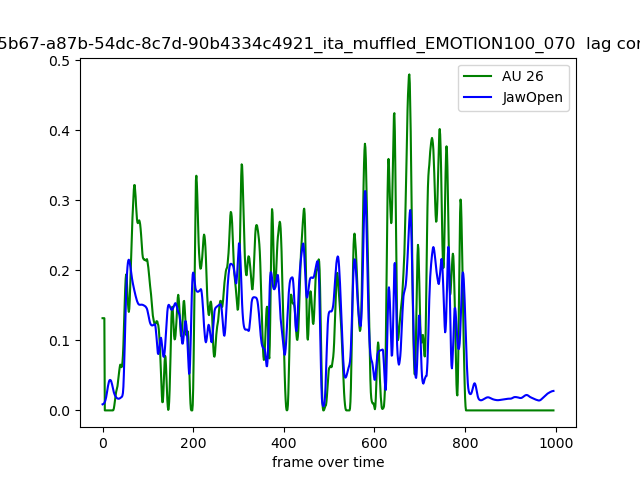 5b67-a87b-54dc-8c7d-90b4334c4921_ita_muffled_EMOTION100_070 lag cor
0.5
0.4
0.3
0.2
0.1
0.0
AU 26
JawOpen
0 200 400 600 800 1000
frame over time